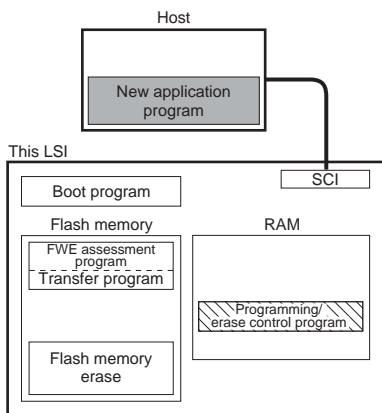 Host
New application
program
This LSI
SCI
Boot program
Flash memory
RAM
FWE assessment
program
Transfer program
Programming/
erase control program
Flash memory
erase